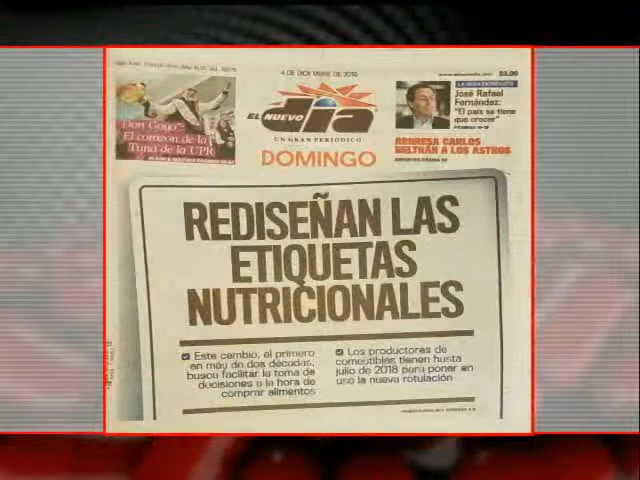 4 DE DICIEMBRE DE 2016
$2.00
Don Goyo
El corazón de la
Tuna de la UPR
EL NUEVO día
UN GRAN PERIÓDICO
DOMINGO
LA GRAN ENTREVISTA
José Rafael
Fernández:
"El país se tiene
que crecer"
REGRESA CARLOS
BELTRÁN A LOS ASTROS
REDISEÑAN LAS
ETIQUETAS
NUTRICIONALES
Este cambio, el primero
en más de dos décadas,
busca facilitar la toma de
decisiones a la hora de
comprar alimentos
Los productores de
comestibles tienen hasta
julio de 2018 para poner en
uso la nueva rotulación